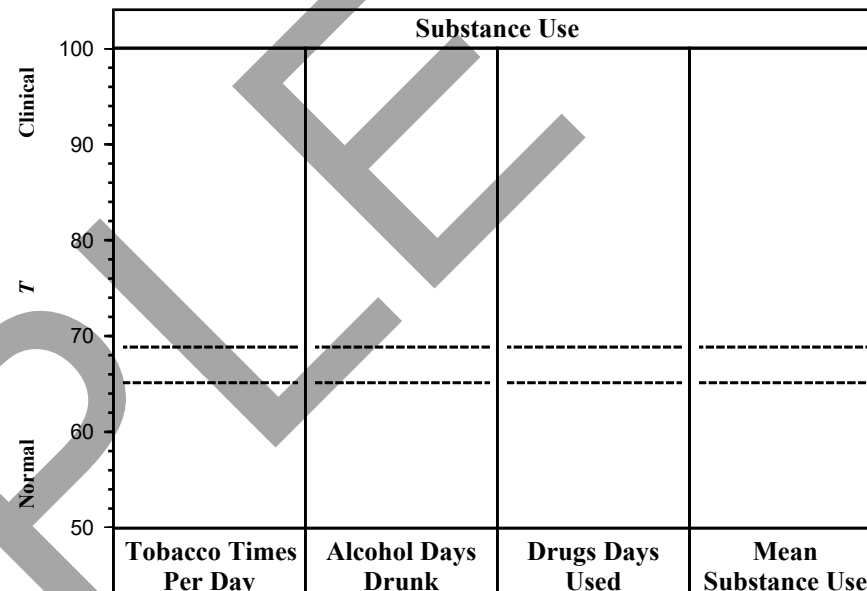 Substance Use
100
Clinical
90
80
T
70
60
Normal
50
Tobacco Times
Per Day
Alcohol Days
Drunk
Drugs Days
Used
Mean
Substance Use
PLE